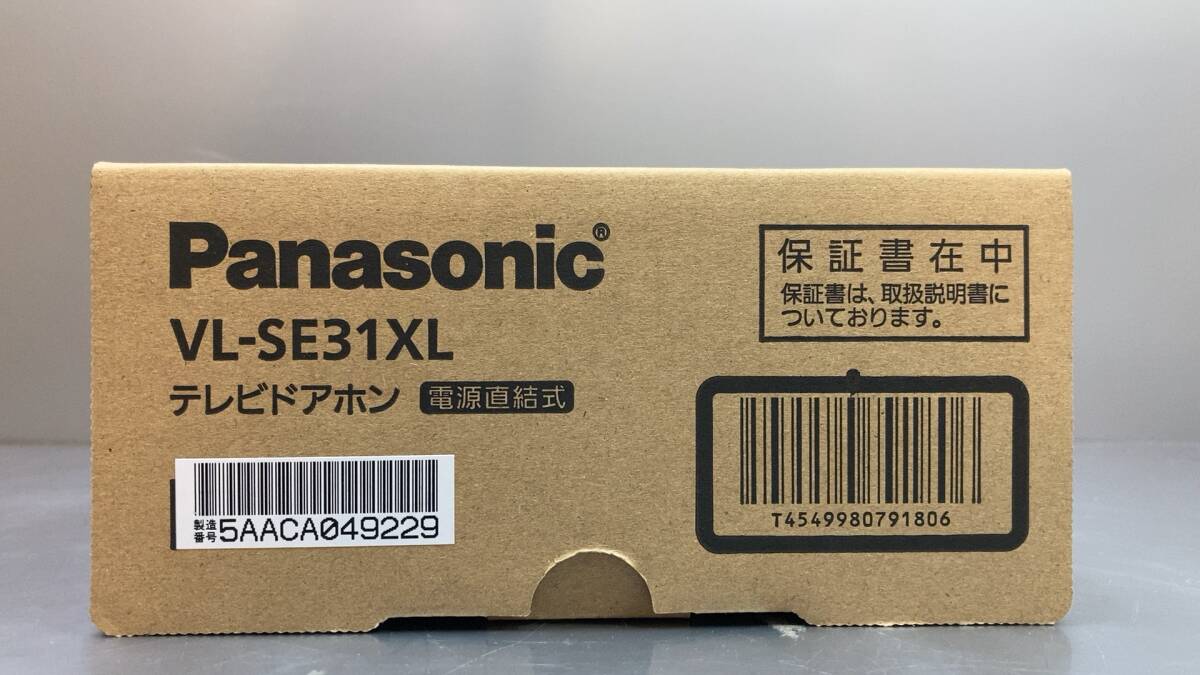 Panasonic®
VL-SE31XL
テレビドアホン 電源直結式
製造番号 5AACA049229
保証書在中
保証書は、取扱説明書に
ついております。
T4549980791806